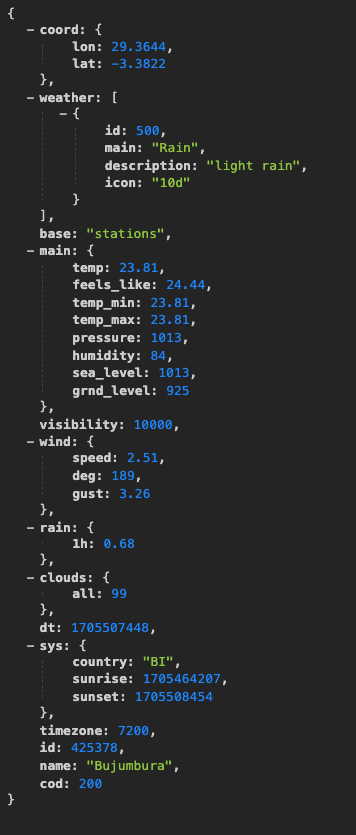 {
– coord: {
lon: 29.3644,
lat: -3.3822
},
– weather: [
– {
id: 500,
main: "Rain",
description: "light rain",
icon: "10d"
}
],
base: "stations",
– main: {
temp: 23.81,
feels_like: 24.44,
temp_min: 23.81,
temp_max: 23.81,
pressure: 1013,
humidity: 84,
sea_level: 1013,
grnd_level: 925
},
visibility: 10000,
– wind: {
speed: 2.51,
deg: 189,
gust: 3.26
},
– rain: {
1h: 0.68
},
– clouds: {
all: 99
},
dt: 1705507448,
– sys: {
country: "BI",
sunrise: 1705464207,
sunset: 1705508454
},
timezone: 7200,
id: 425378,
name: "Bujumbura",
cod: 200
}